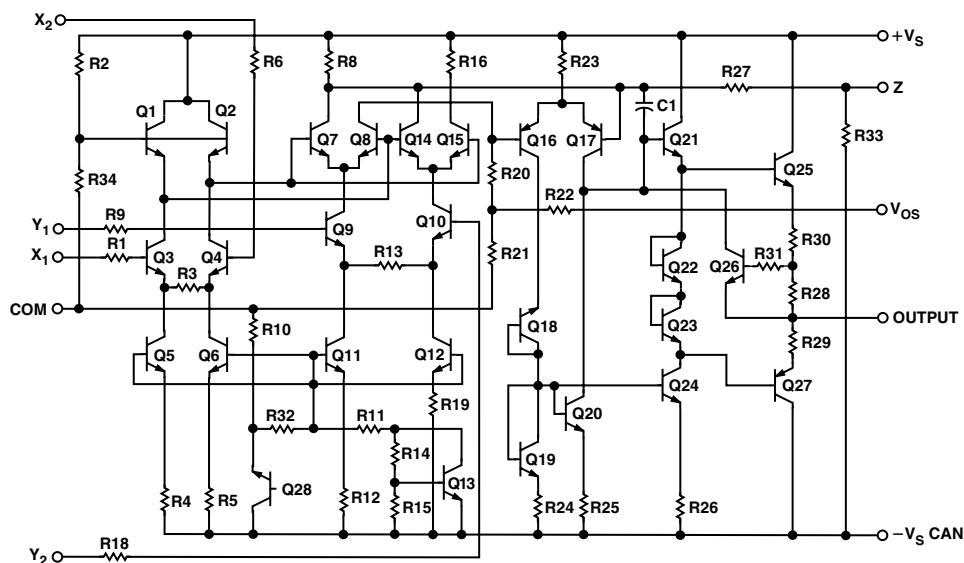 X2
+VS
R2
R6
R8
R16
R23
R27
Z
Q1
Q2
C1
R33
Q7
Q8
Q14
Q15
Q16
Q17
Q21
Q25
R34
R20
R22
VOS
Y1
R9
Q9
Q10
R30
X1
R1
Q3
Q4
R3
R13
R21
Q22
Q26
R31
R28
COM
R10
Q18
Q23
OUTPUT
R29
Q5
Q6
Q11
Q12
Q24
Q27
R19
Q20
R32
R11
R14
Q19
Q28
Q13
R4
R5
R12
R15
R24
R25
R26
−VS CAN
Y2
R18